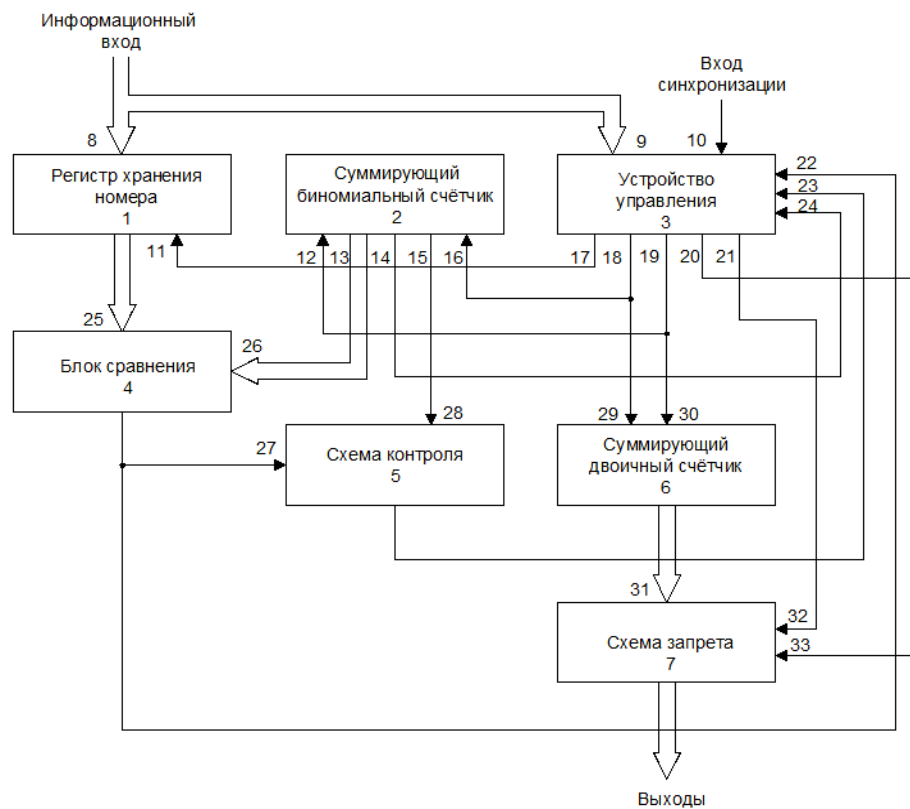 Информационный
вход
Вход
синхронизации
8
9
10
Регистр хранения
номера
1
Суммирующий
биномиальный счётчик
2
Устройство
управления
3
22
23
24
11
12
13
14
15
16
17
18
19
20
21
25
26
Блок сравнения
4
27
28
29
30
Схема контроля
5
Суммирующий
двоичный счётчик
6
31
32
33
Схема запрета
7
Выходы